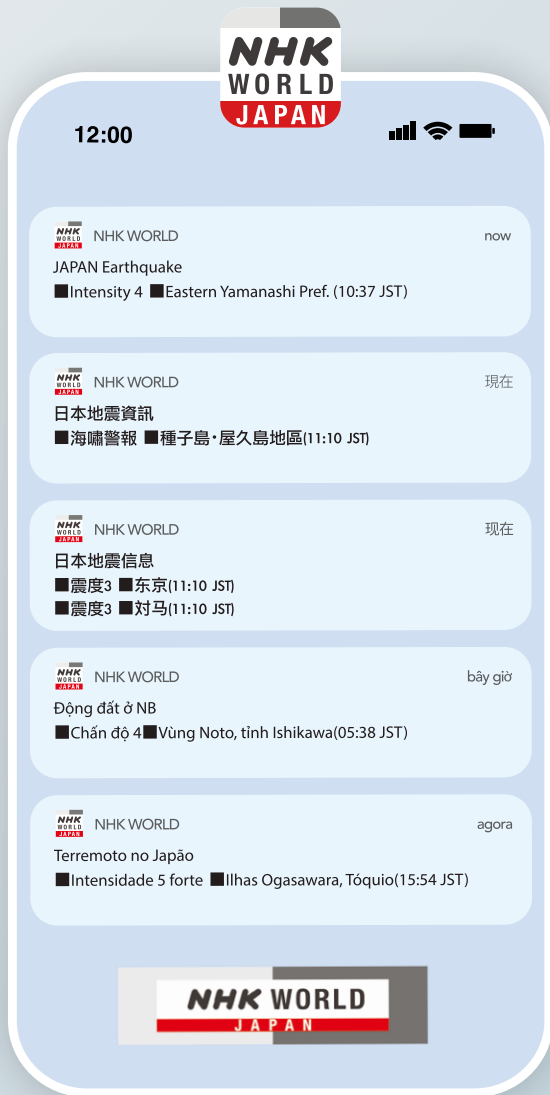 NHK
WORLD
JAPAN
12:00
NHK WORLD JAPAN
NHK WORLD
now
JAPAN Earthquake
■Intensity 4 ■Eastern Yamanashi Pref. (10:37 JST)
NHK WORLD JAPAN
NHK WORLD
現在
日本地震資訊
■海嘯警報 ■種子島･屋久島地區(11:10 JST)
NHK WORLD JAPAN
NHK WORLD
现在
日本地震信息
■震度3 ■东京(11:10 JST)
■震度3 ■対马(11:10 JST)
NHK WORLD JAPAN
NHK WORLD
bây giờ
Động đất ở NB
■Chấn độ 4■Vùng Noto, tỉnh Ishikawa(05:38 JST)
NHK WORLD JAPAN
NHK WORLD
agora
Terremoto no Japão
■Intensidade 5 forte ■Ilhas Ogasawara, Tóquio(15:54 JST)
NHK WORLD
JAPAN